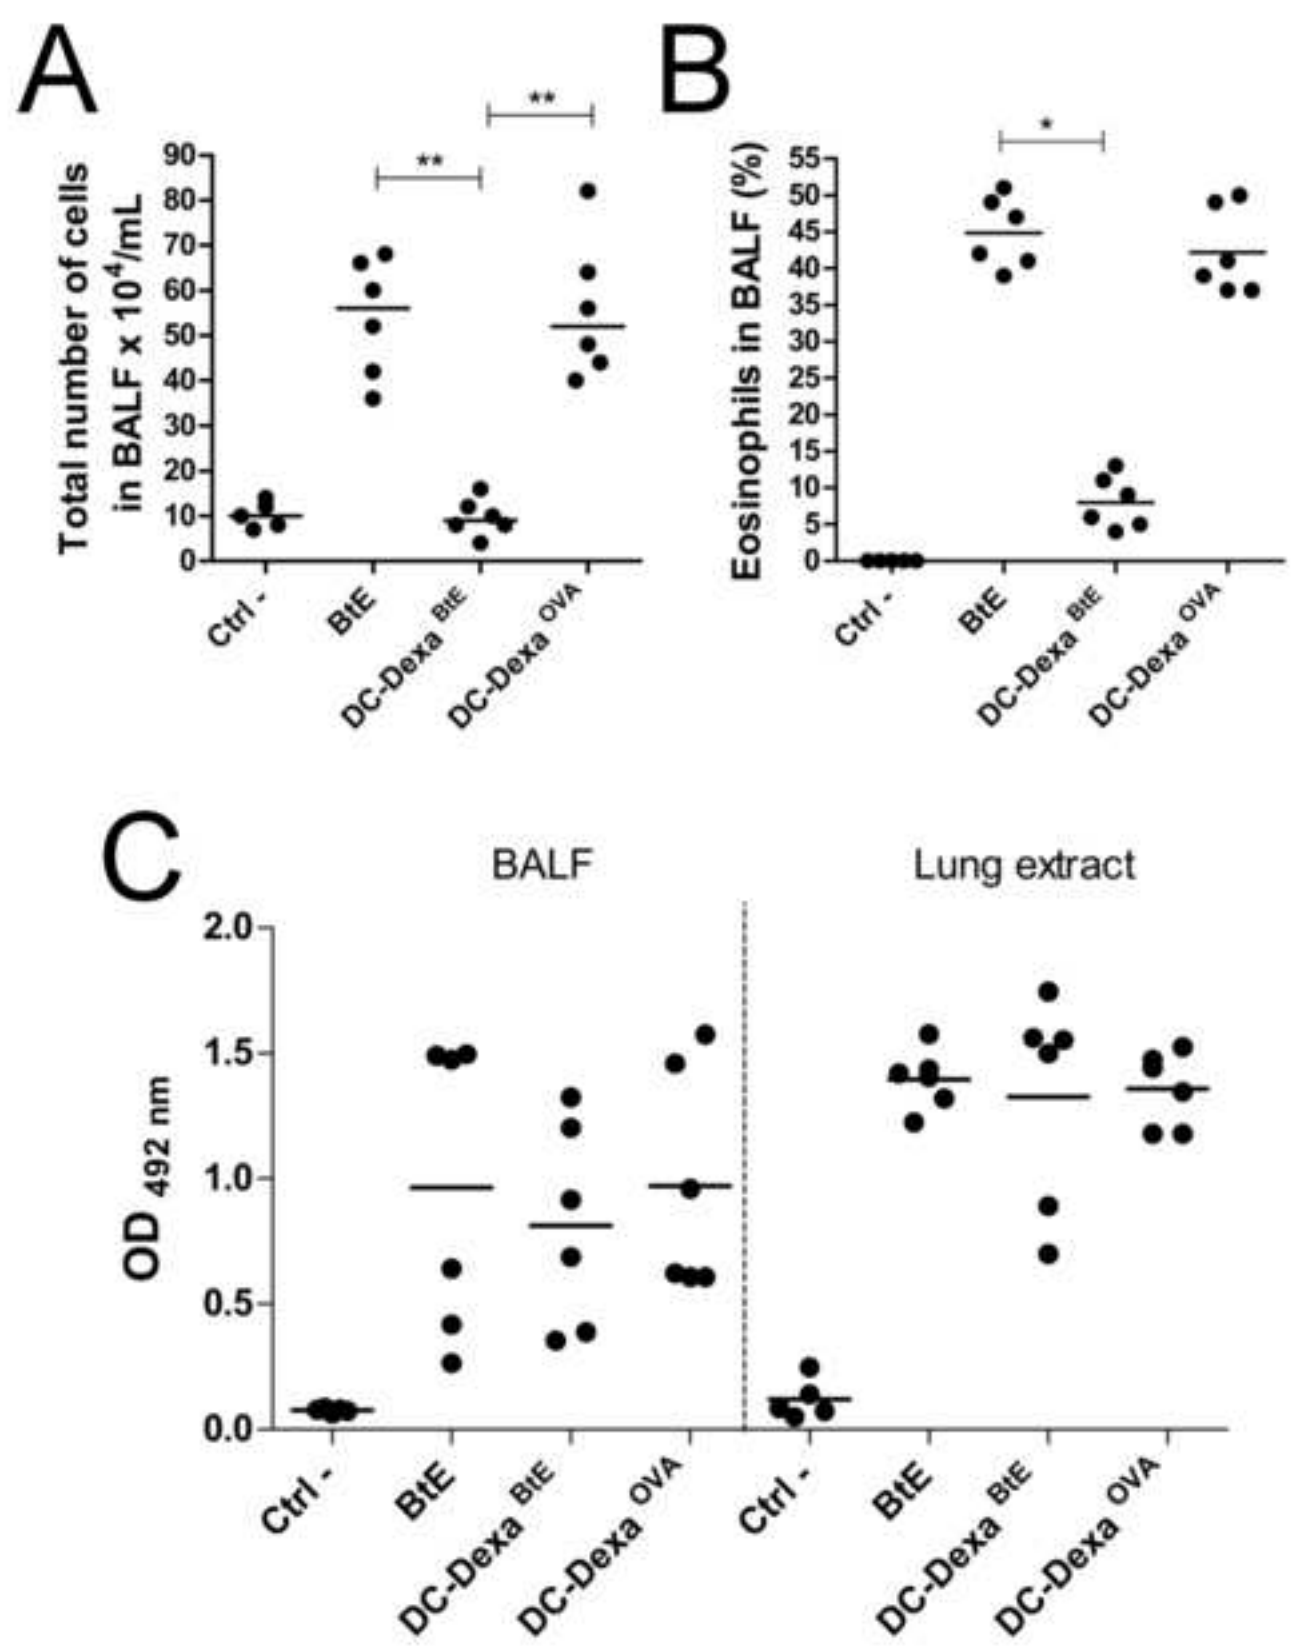 A
B
**
**
*
Total number of cells
in BALF x 10⁴/mL
90
80
70
60
50
40
30
20
10
0
Ctrl -
BtE
DC-Dexa BtE
DC-Dexa OVA
Eosinophils in BALF (%)
55
50
45
40
35
30
25
20
15
10
5
0
Ctrl -
BtE
DC-Dexa BtE
DC-Dexa OVA
C
BALF
Lung extract
OD 492 nm
2.0
1.5
1.0
0.5
0.0
Ctrl -
BtE
DC-Dexa BtE
DC-Dexa OVA
Ctrl -
BtE
DC-Dexa BtE
DC-Dexa OVA